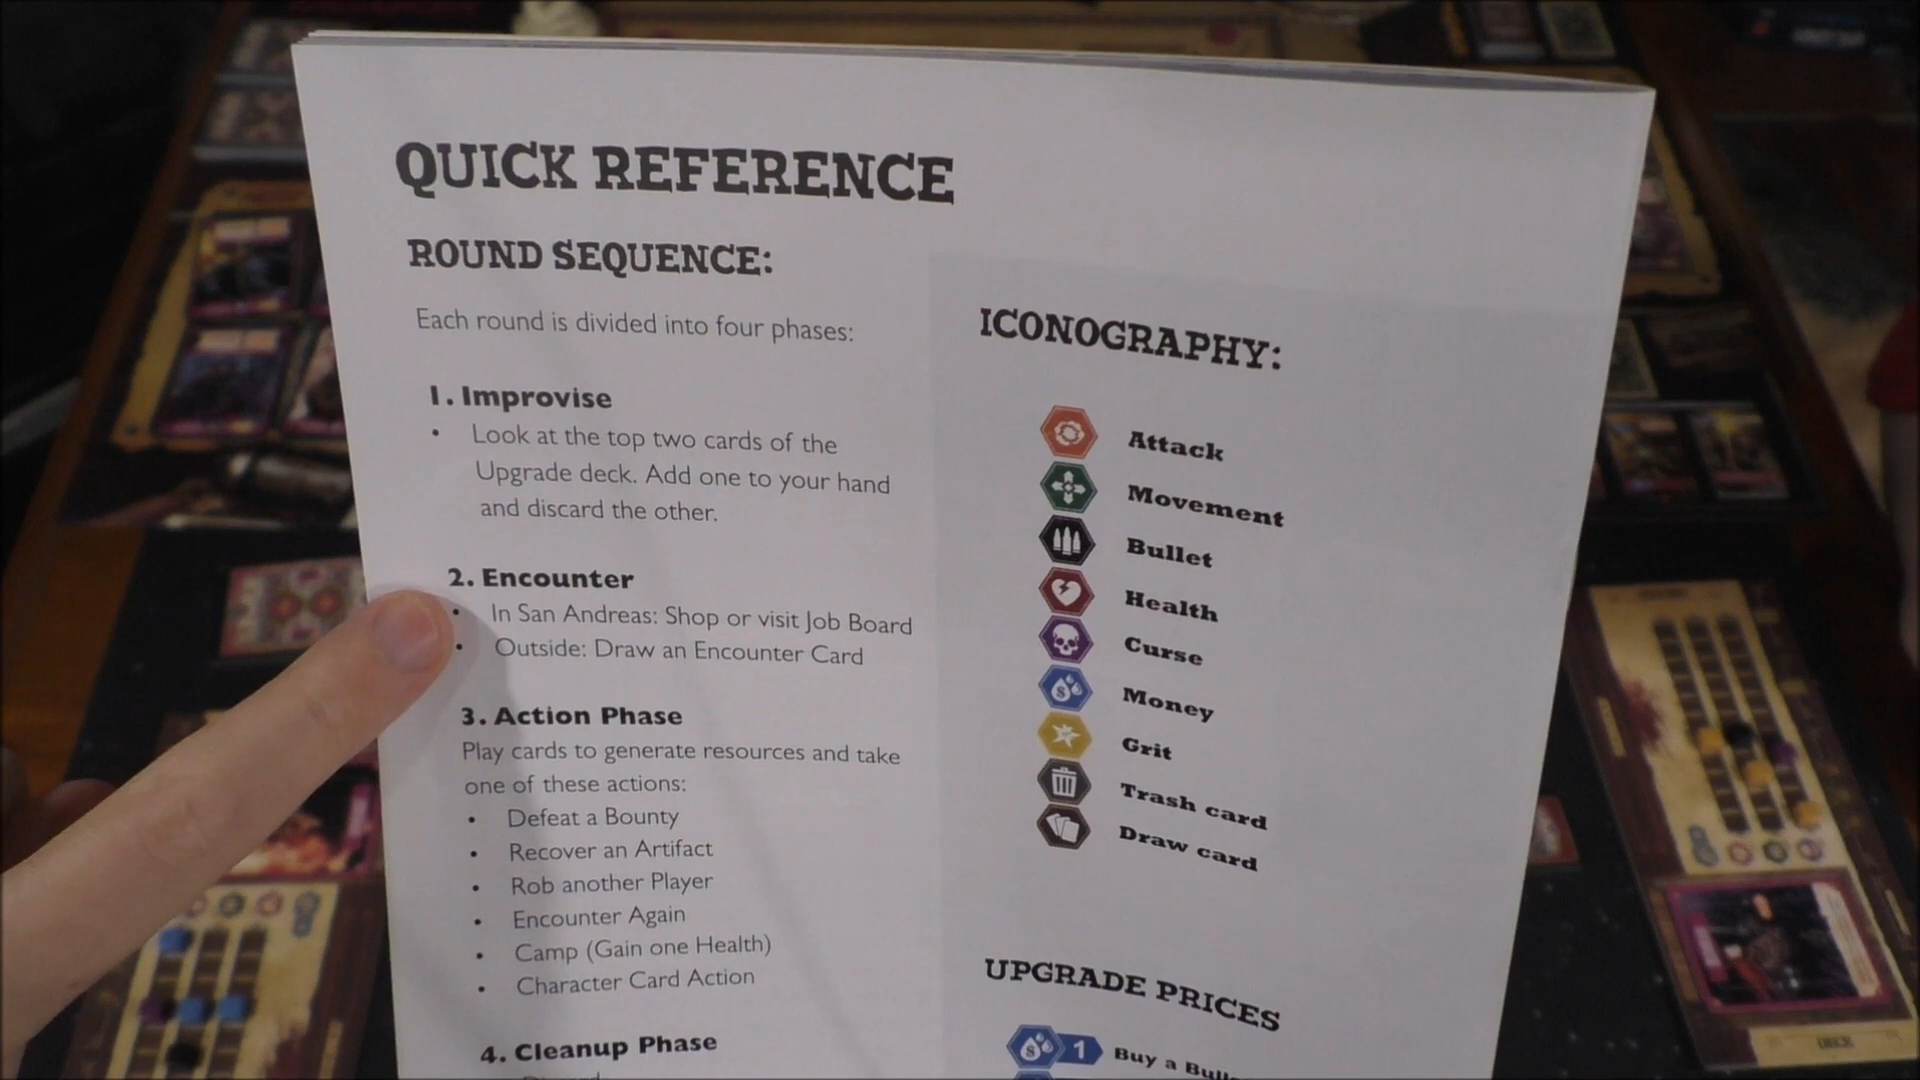 QUICK REFERENCE
ROUND SEQUENCE:
Each round is divided into four phases:
1. Improvise
• Look at the top two cards of the
Upgrade deck. Add one to your hand
and discard the other.
2. Encounter
• In San Andreas: Shop or visit Job Board
• Outside: Draw an Encounter Card
3. Action Phase
Play cards to generate resources and take
one of these actions:
• Defeat a Bounty
• Recover an Artifact
• Rob another Player
• Encounter Again
• Camp (Gain one Health)
• Character Card Action
4. Cleanup Phase
ICONOGRAPHY:
Attack
Movement
Bullet
Health
Curse
Money
Grit
Trash card
Draw card
UPGRADE PRICES
1 Buy a
DECK